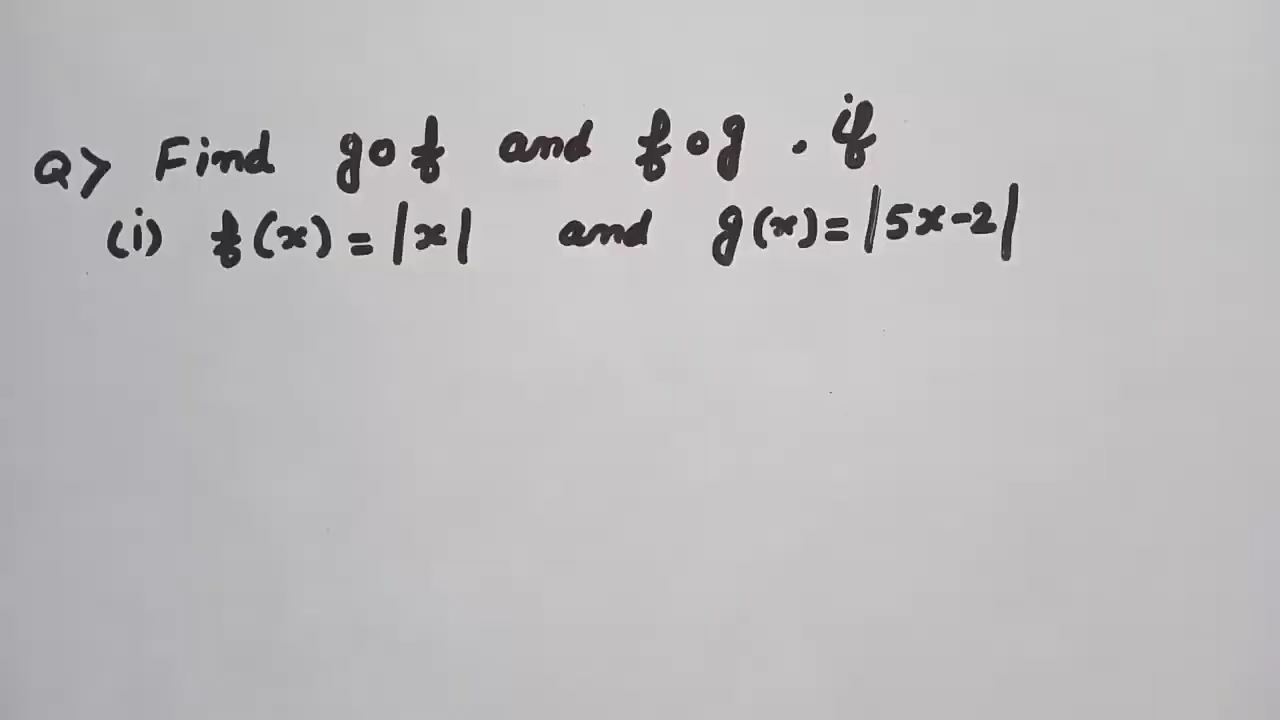 Q> Find gof and fog . if
(i) f(x) = |x| and g(x) = |5x-2|